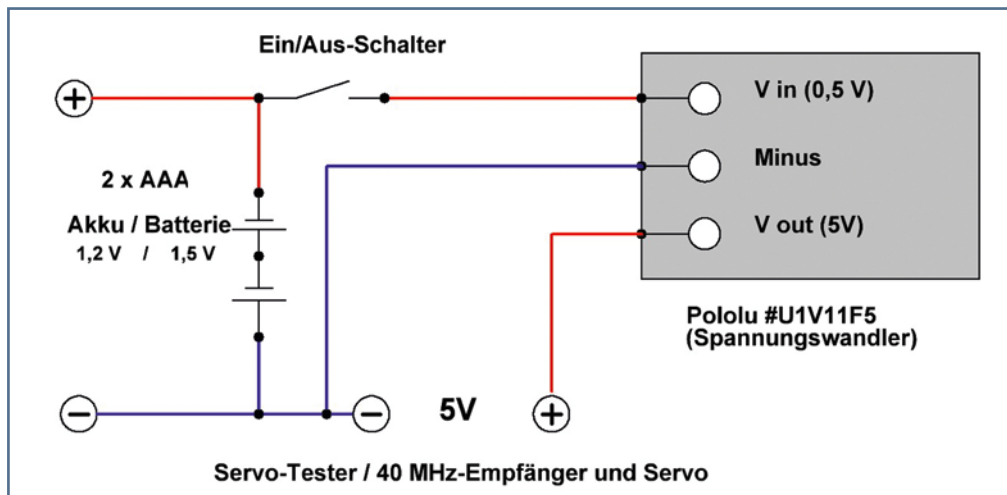 Ein/Aus-Schalter
+
V in (0,5 V)
Minus
V out (5V)
2 x AAA
Akku / Batterie
1,2 V / 1,5 V
Pololu #U1V11F5
(Spannungswandler)
−
−
5V
+
Servo-Tester / 40 MHz-Empfänger und Servo